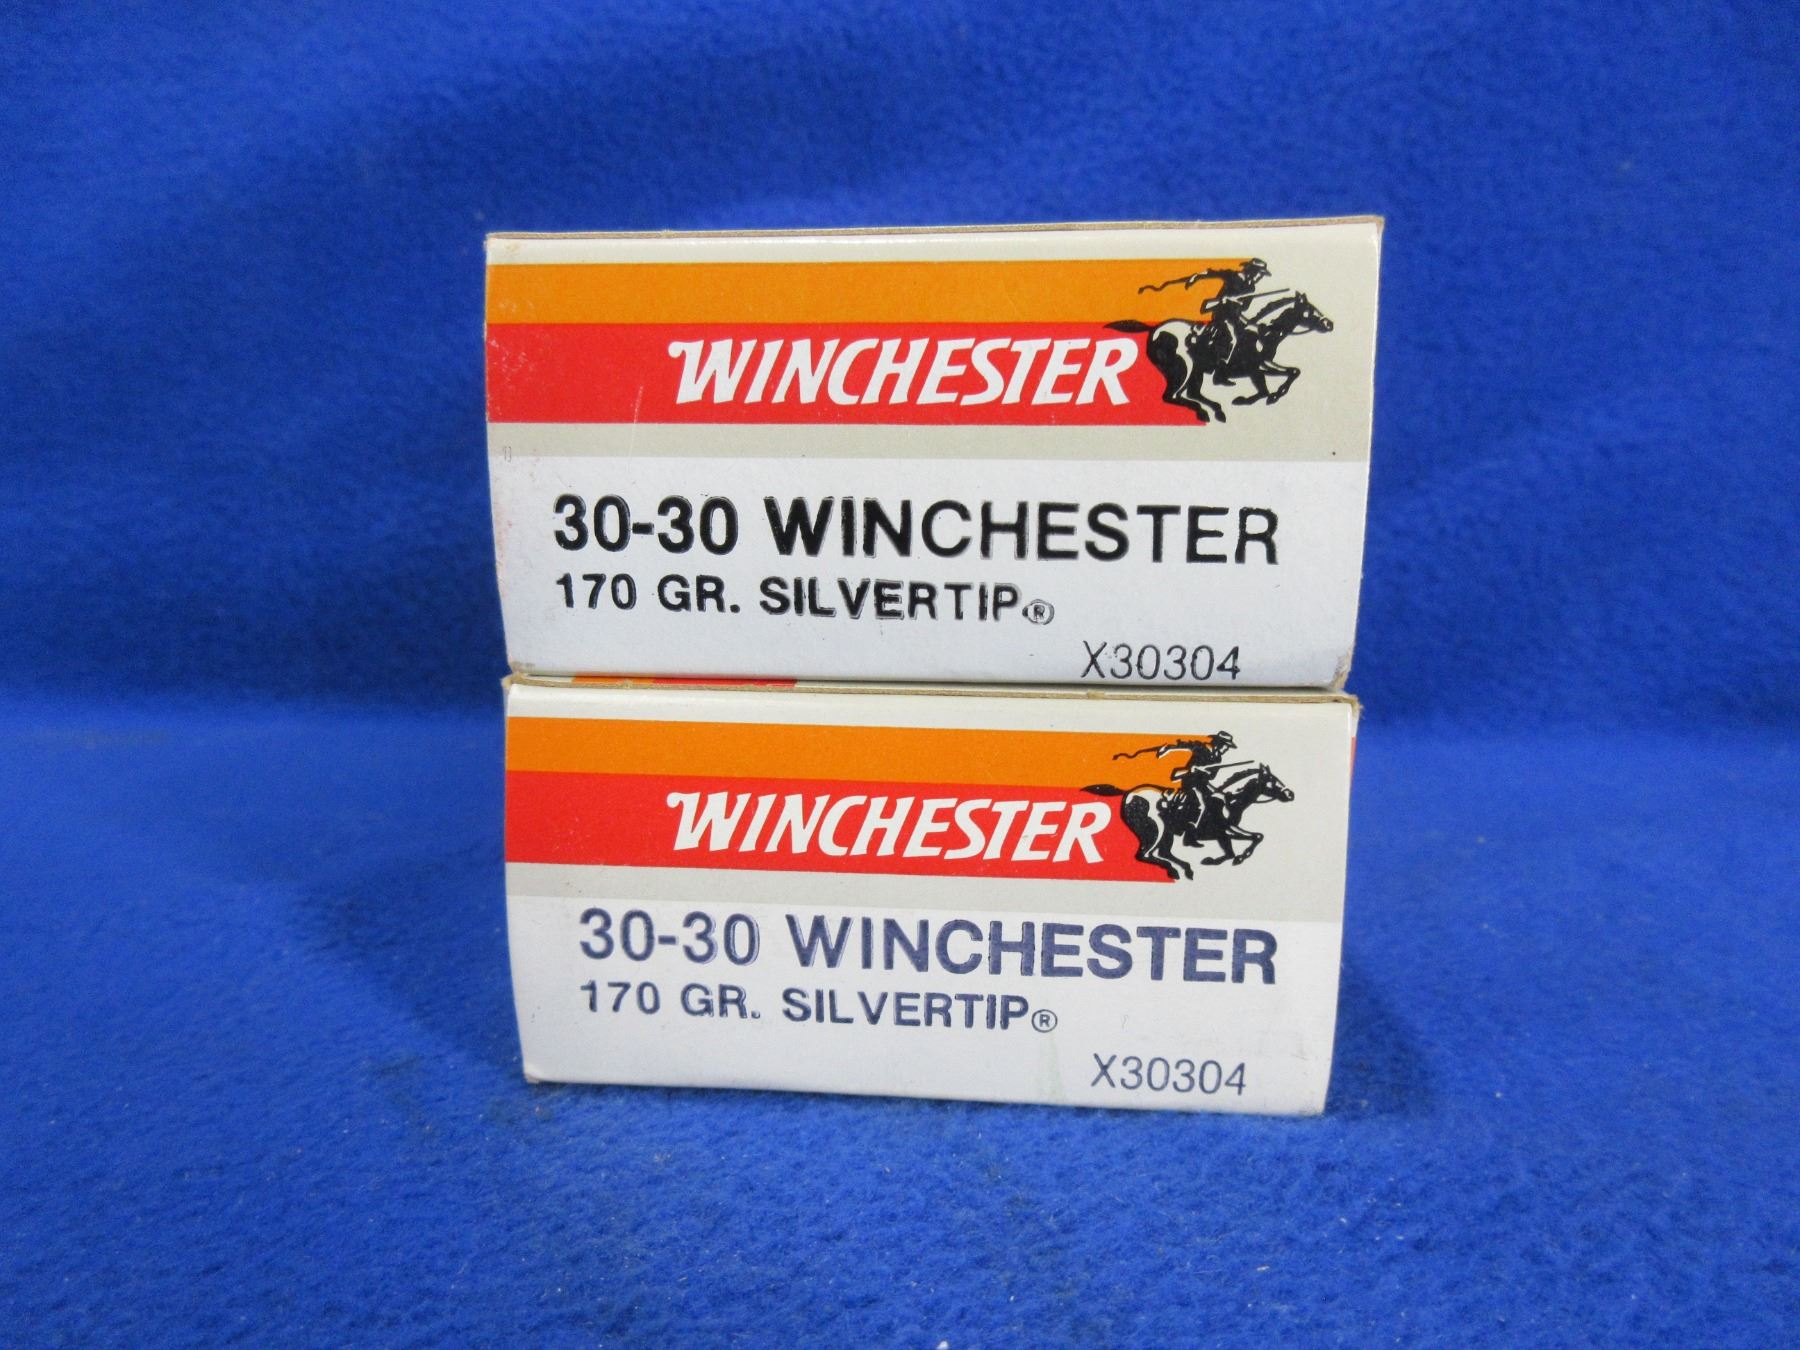 WINCHESTER
30-30 WINCHESTER
170 GR. SILVERTIP®
X30304
WINCHESTER
30-30 WINCHESTER
170 GR. SILVERTIP®
X30304